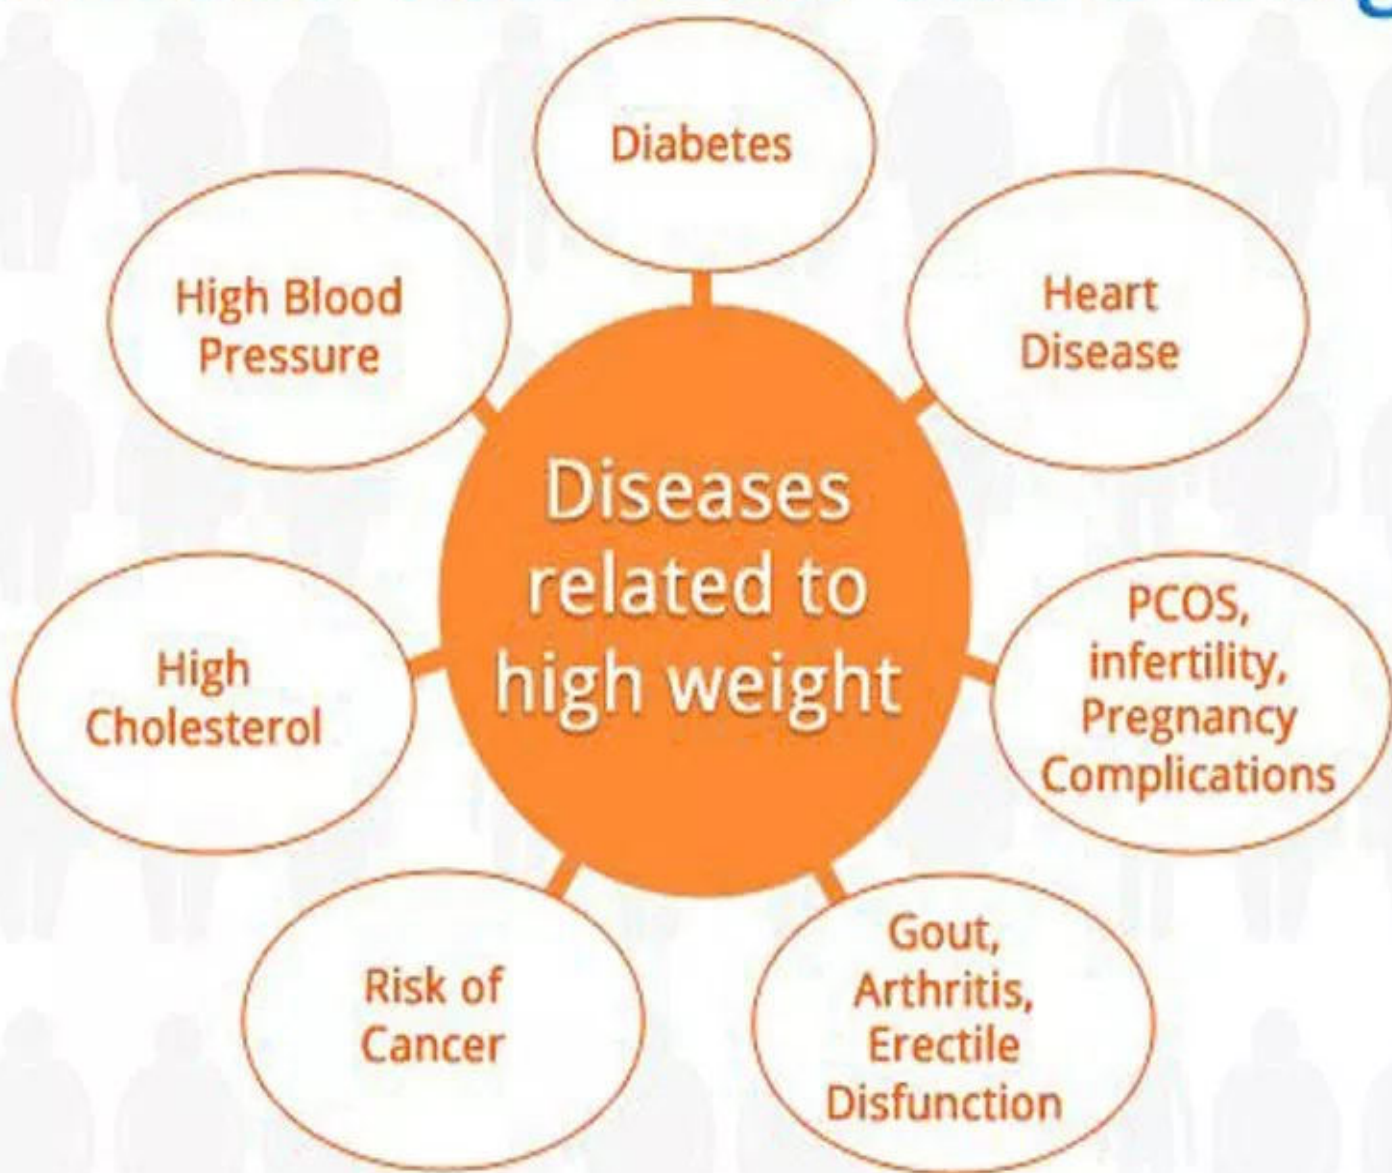 Diabetes
Heart
Disease
PCOS,
infertility,
Pregnancy
Complications
Gout,
Arthritis,
Erectile
Disfunction
Risk of
Cancer
High
Cholesterol
High Blood
Pressure
Diseases
related to
high weight